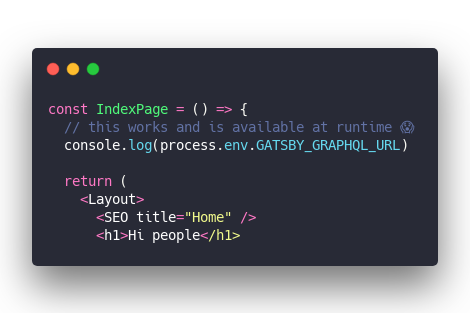 const IndexPage = () => {
// this works and is available at runtime 😱
console.log(process.env.GATSBY_GRAPHQL_URL)
return (
<Layout>
<SEO title="Home" />
<h1>Hi people</h1>